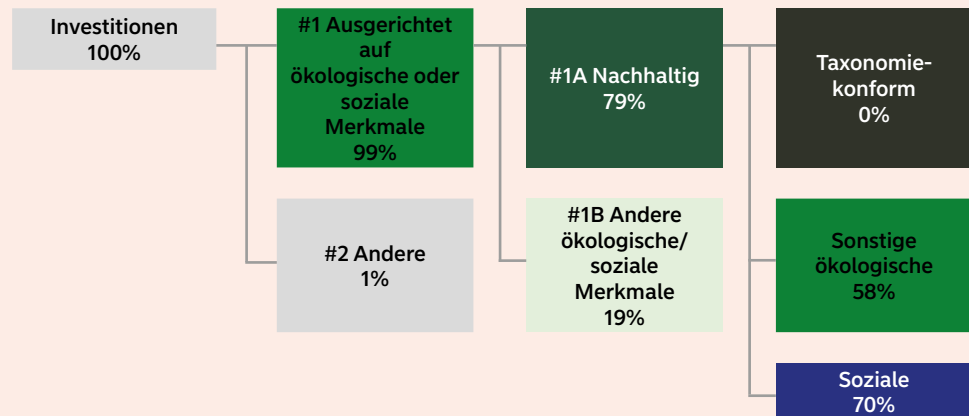 Investitionen
100%
#1 Ausgerichtet
auf
ökologische oder
soziale
Merkmale
99%
#2 Andere
1%
#1A Nachhaltig
79%
#1B Andere
ökologische/
soziale
Merkmale
19%
Taxonomie-
konform
0%
Sonstige
ökologische
58%
Soziale
70%